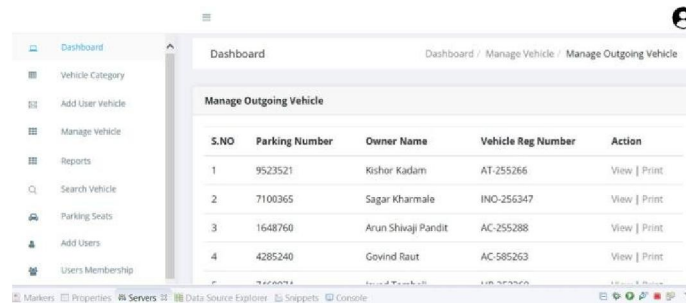 Dashboard
Vehicle Category
Add User Vehicle
Manage Vehicle
Reports
Search Vehicle
Parking Seats
Add Users
Users Membership
Dashboard
Dashboard / Manage Vehicle / Manage Outgoing Vehicle
Manage Outgoing Vehicle
S.NO Parking Number Owner Name Vehicle Reg Number Action
1 9523521 Kishor Kadam AT-255266 View | Print
2 7100365 Sagar Kharmale INO-256347 View | Print
3 1648760 Arun Shivaji Pandit AC-255288 View | Print
4 4285240 Govind Raut AC-585263 View | Print
Markers Properties Servers Data Source Explorer Snippets Console